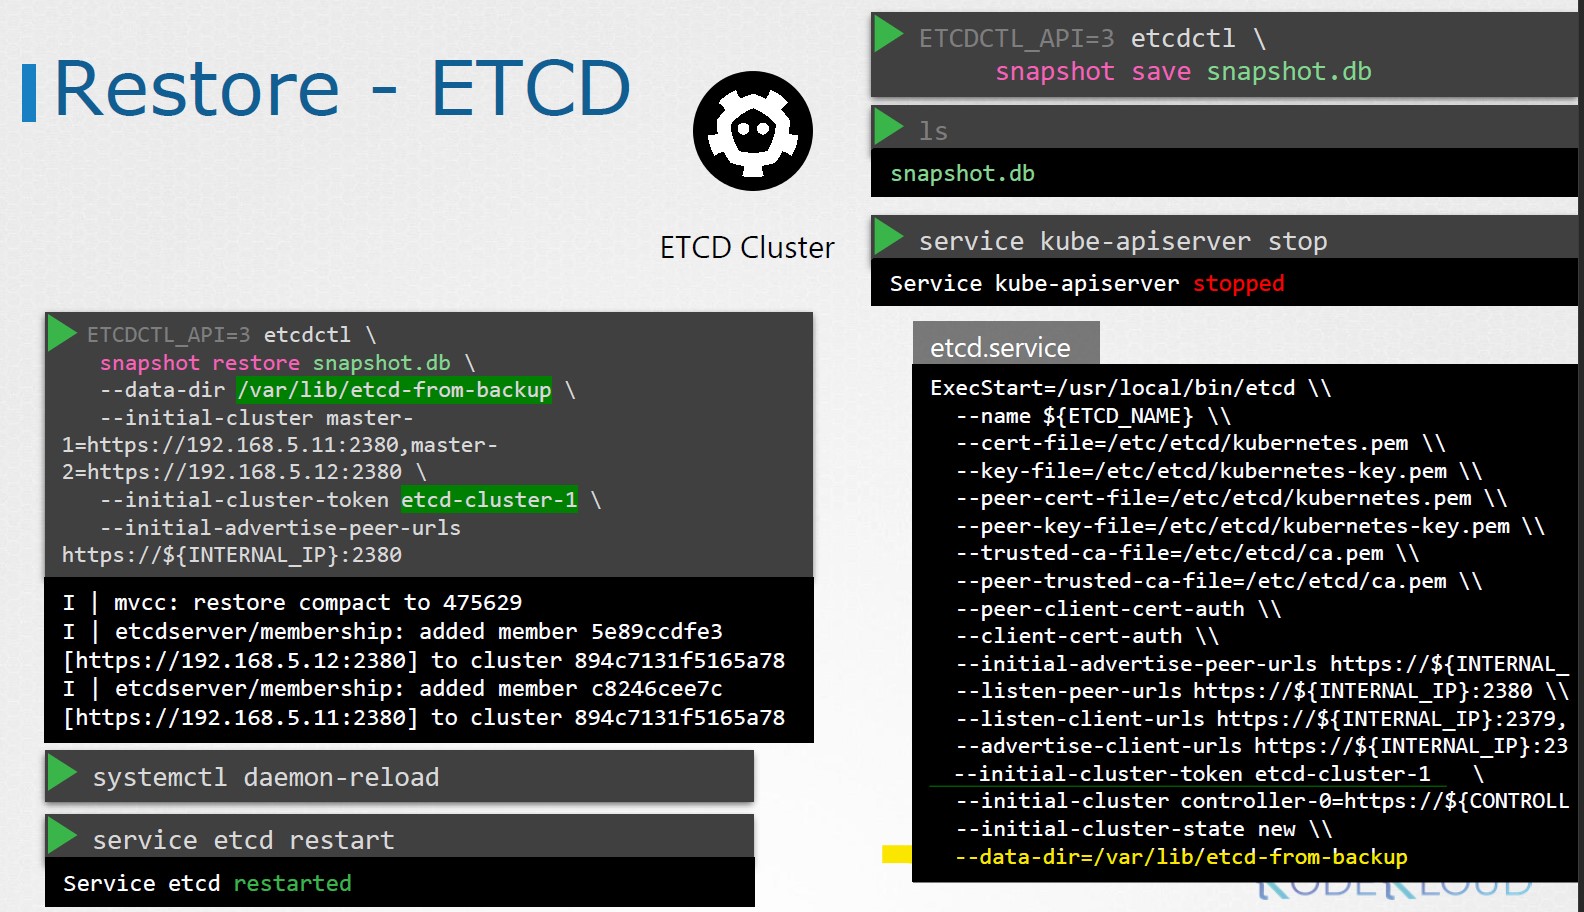 Restore - ETCD
ETCD Cluster
ETCDCTL_API=3 etcdctl \
snapshot save snapshot.db
ls
snapshot.db
service kube-apiserver stop
Service kube-apiserver stopped
ETCDCTL_API=3 etcdctl \
snapshot restore snapshot.db \
--data-dir /var/lib/etcd-from-backup \
--initial-cluster master-
1=https://192.168.5.11:2380,master-
2=https://192.168.5.12:2380 \
--initial-cluster-token etcd-cluster-1 \
--initial-advertise-peer-urls
https://${INTERNAL_IP}:2380
I | mvcc: restore compact to 475629
I | etcdserver/membership: added member 5e89ccdfe3
[https://192.168.5.12:2380] to cluster 894c7131f5165a78
I | etcdserver/membership: added member c8246cee7c
[https://192.168.5.11:2380] to cluster 894c7131f5165a78
systemctl daemon-reload
service etcd restart
Service etcd restarted
etcd.service
ExecStart=/usr/local/bin/etcd \\
--name ${ETCD_NAME} \\
--cert-file=/etc/etcd/kubernetes.pem \\
--key-file=/etc/etcd/kubernetes-key.pem \\
--peer-cert-file=/etc/etcd/kubernetes.pem \\
--peer-key-file=/etc/etcd/kubernetes-key.pem \\
--trusted-ca-file=/etc/etcd/ca.pem \\
--peer-trusted-ca-file=/etc/etcd/ca.pem \\
--peer-client-cert-auth \\
--client-cert-auth \\
--initial-advertise-peer-urls https://${INTERNAL_
--listen-peer-urls https://${INTERNAL_IP}:2380 \\
--listen-client-urls https://${INTERNAL_IP}:2379,
--advertise-client-urls https://${INTERNAL_IP}:23
--initial-cluster-token etcd-cluster-1 \
--initial-cluster controller-0=https://${CONTROLL
--initial-cluster-state new \\
--data-dir=/var/lib/etcd-from-backup
KODEKLOUD